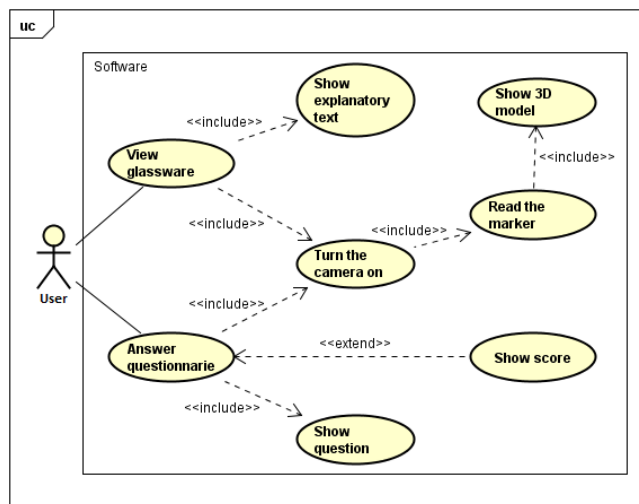 uc
Software
Show
explanatory
text
Show 3D
model
<<include>>
<<include>>
View
glassware
Read the
marker
<<include>>
<<include>>
Turn the
camera on
User
<<include>>
<<extend>>
Answer
questionnarie
Show score
<<include>>
Show
question